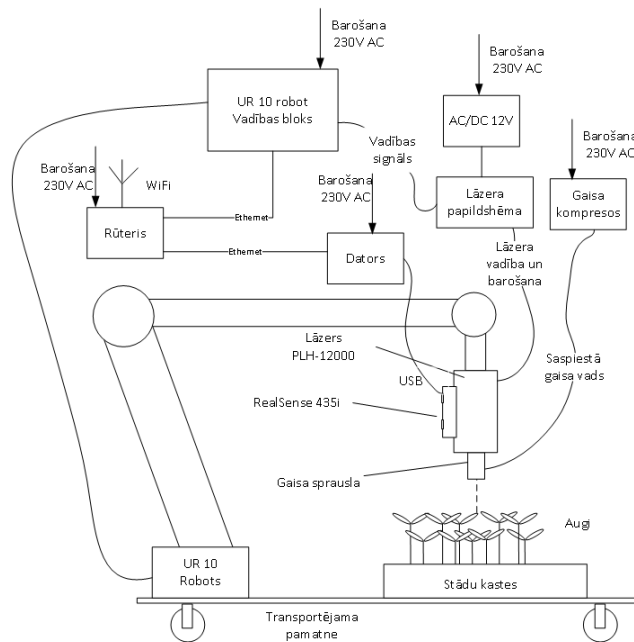 Barošana
230V AC
UR 10 robot
Vadības bloks
Barošana
230V AC
AC/DC 12V
Barošana
230V AC
Vadības
signāls
Barošana
230V AC
WiFi
Barošana
230V AC
Lāzera
papildshēma
Gaisa
kompresos
Rūteris
Ethernet
Ethernet
Dators
Lāzera
vadība un
barošana
Lāzers
PLH-12000
USB
Saspiestā
gaisa vads
RealSense 435i
Gaisa sprausla
Augi
UR 10
Robots
Stādu kastes
Transportējama
pamatne